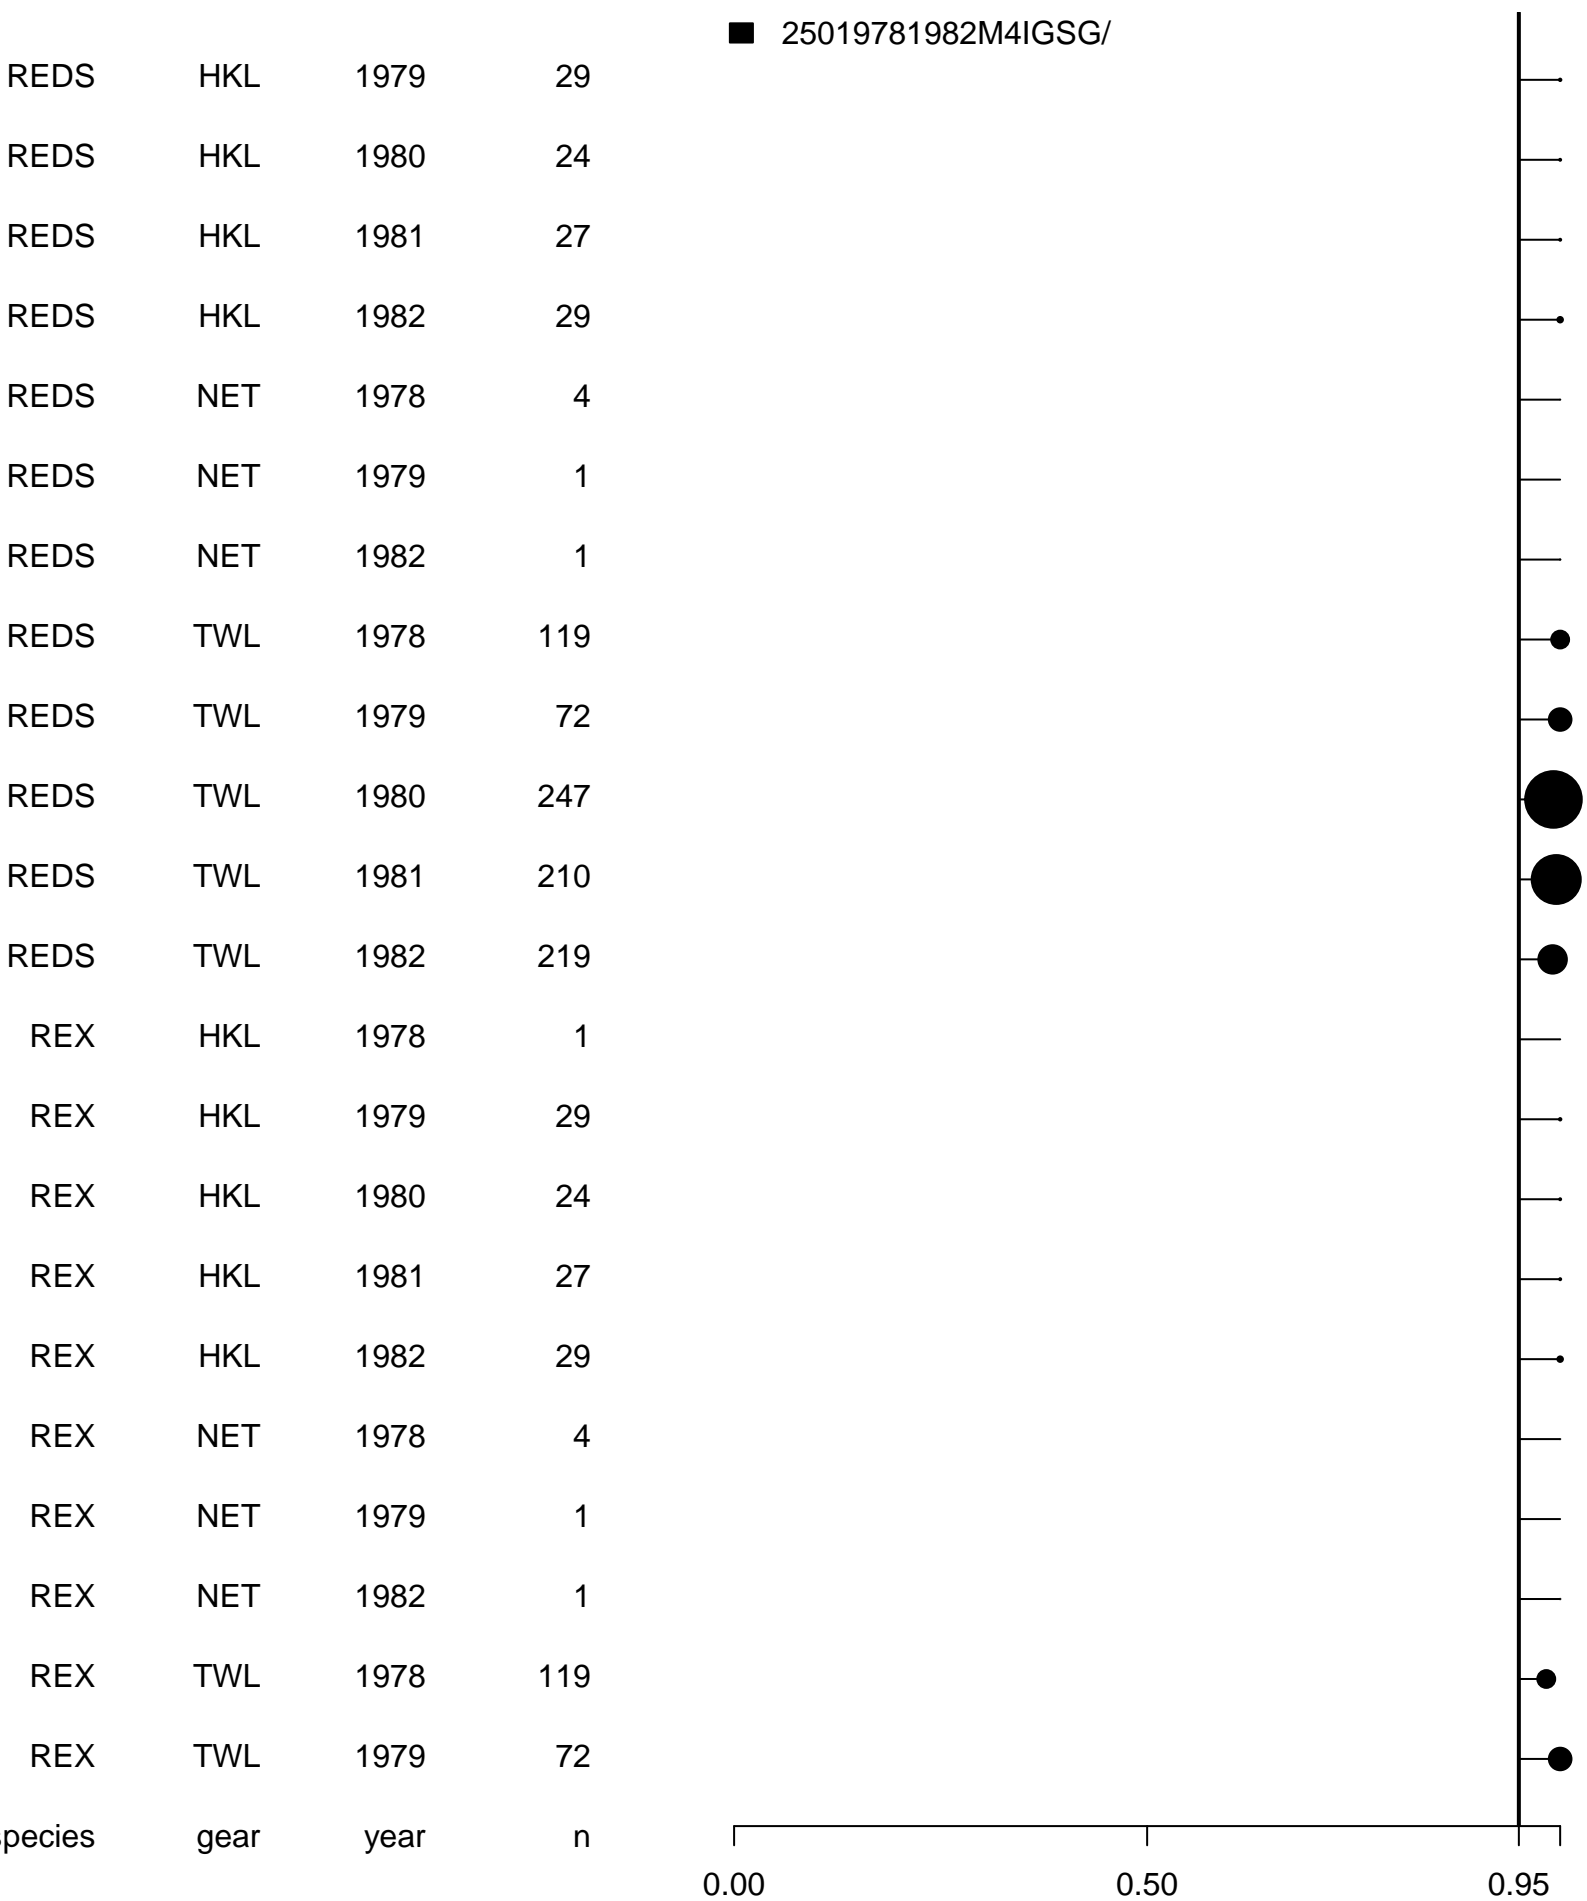 25019781982M4IGSG/
REDS HKL 1979 29
REDS HKL 1980 24
REDS HKL 1981 27
REDS HKL 1982 29
REDS NET 1978 4
REDS NET 1979 1
REDS NET 1982 1
REDS TWL 1978 119
REDS TWL 1979 72
REDS TWL 1980 247
REDS TWL 1981 210
REDS TWL 1982 219
REX HKL 1978 1
REX HKL 1979 29
REX HKL 1980 24
REX HKL 1981 27
REX HKL 1982 29
REX NET 1978 4
REX NET 1979 1
REX NET 1982 1
REX TWL 1978 119
REX TWL 1979 72
pecies gear year n
0.00 0.50 0.95